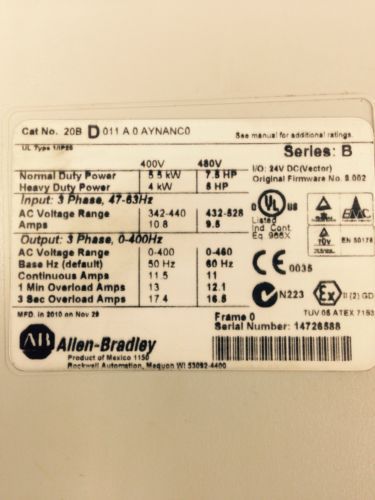 Cat No. 20B D 011 A 0 AYNANC0
See manual for additional ratings.
UL Type 1/IP20
Series: B
400V 480V
I/O: 24V DC(Vector)
Normal Duty Power 5.5 kW 7.5 HP
Original Firmware No. 9.002
Heavy Duty Power 4 kW 5 HP
Input: 3 Phase, 47-63Hz
AC Voltage Range 342-440 432-528
Amps 10.8 9.5
Output: 3 Phase, 0-400Hz
AC Voltage Range 0-400 0-460
Base Hz (default) 50 Hz 60 Hz
Continuous Amps 11.5 11
1 Min Overload Amps 13 12.1
3 Sec Overload Amps 17.4 16.5
c UL US
Listed
Ind Cont
Eq 966X
TÜV
EMC
EN 50178
CE 0035
N223
Ex II (2) GD
TUV 05 ATEX 7153
MFD. in 2010 on Nov 29
Frame 0
Serial Number: 14726588
AB Allen-Bradley
Product of Mexico 1150
Rockwell Automation, Mequon WI 53092-4400